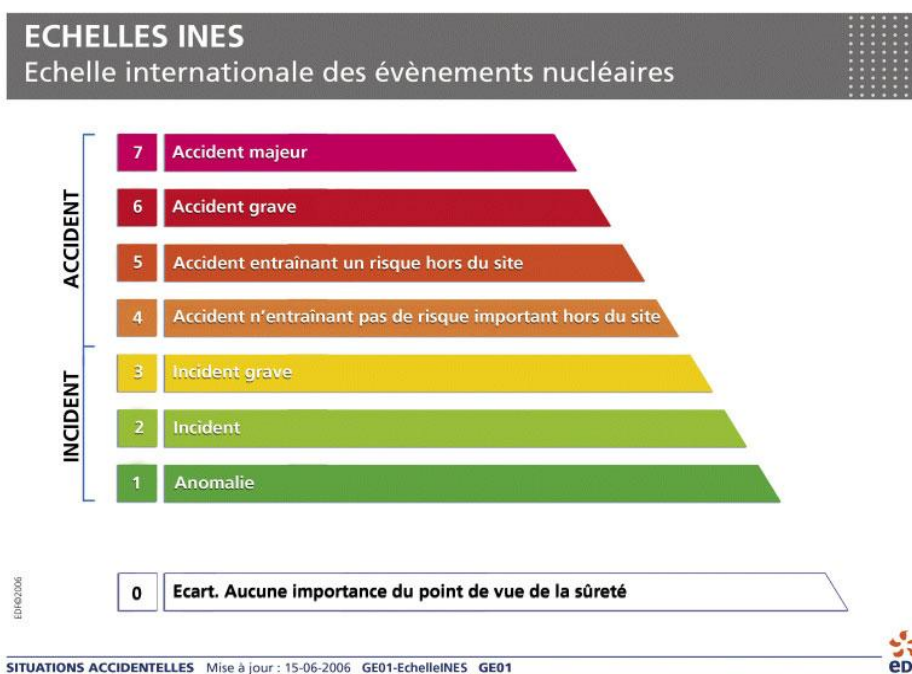 ECHELLES INES
Echelle internationale des évènements nucléaires
ACCIDENT
7 Accident majeur
6 Accident grave
5 Accident entraînant un risque hors du site
4 Accident n'entraînant pas de risque important hors du site
INCIDENT
3 Incident grave
2 Incident
1 Anomalie
0 Ecart. Aucune importance du point de vue de la sûreté
EDF©2006
SITUATIONS ACCIDENTELLES Mise à jour : 15-06-2006 GE01-EchelleINES GE01